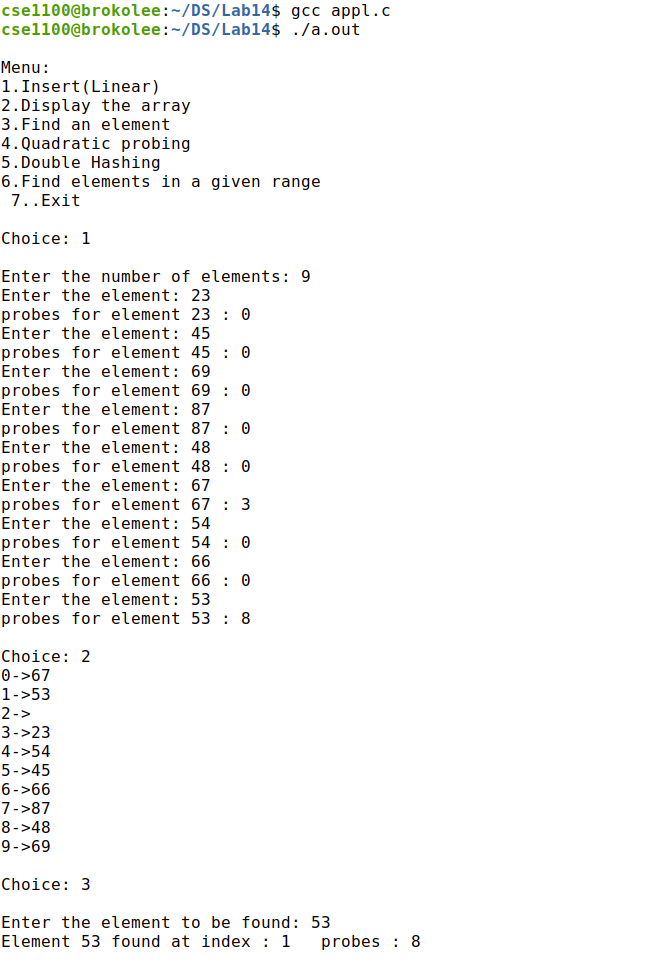 cse1100@brokolee:~/DS/Lab14$ gcc appl.c
cse1100@brokolee:~/DS/Lab14$ ./a.out
Menu:
1.Insert(Linear)
2.Display the array
3.Find an element
4.Quadratic probing
5.Double Hashing
6.Find elements in a given range
 7..Exit
Choice: 1
Enter the number of elements: 9
Enter the element: 23
probes for element 23 : 0
Enter the element: 45
probes for element 45 : 0
Enter the element: 69
probes for element 69 : 0
Enter the element: 87
probes for element 87 : 0
Enter the element: 48
probes for element 48 : 0
Enter the element: 67
probes for element 67 : 3
Enter the element: 54
probes for element 54 : 0
Enter the element: 66
probes for element 66 : 0
Enter the element: 53
probes for element 53 : 8
Choice: 2
0->67
1->53
2->
3->23
4->54
5->45
6->66
7->87
8->48
9->69
Choice: 3
Enter the element to be found: 53
Element 53 found at index : 1   probes : 8